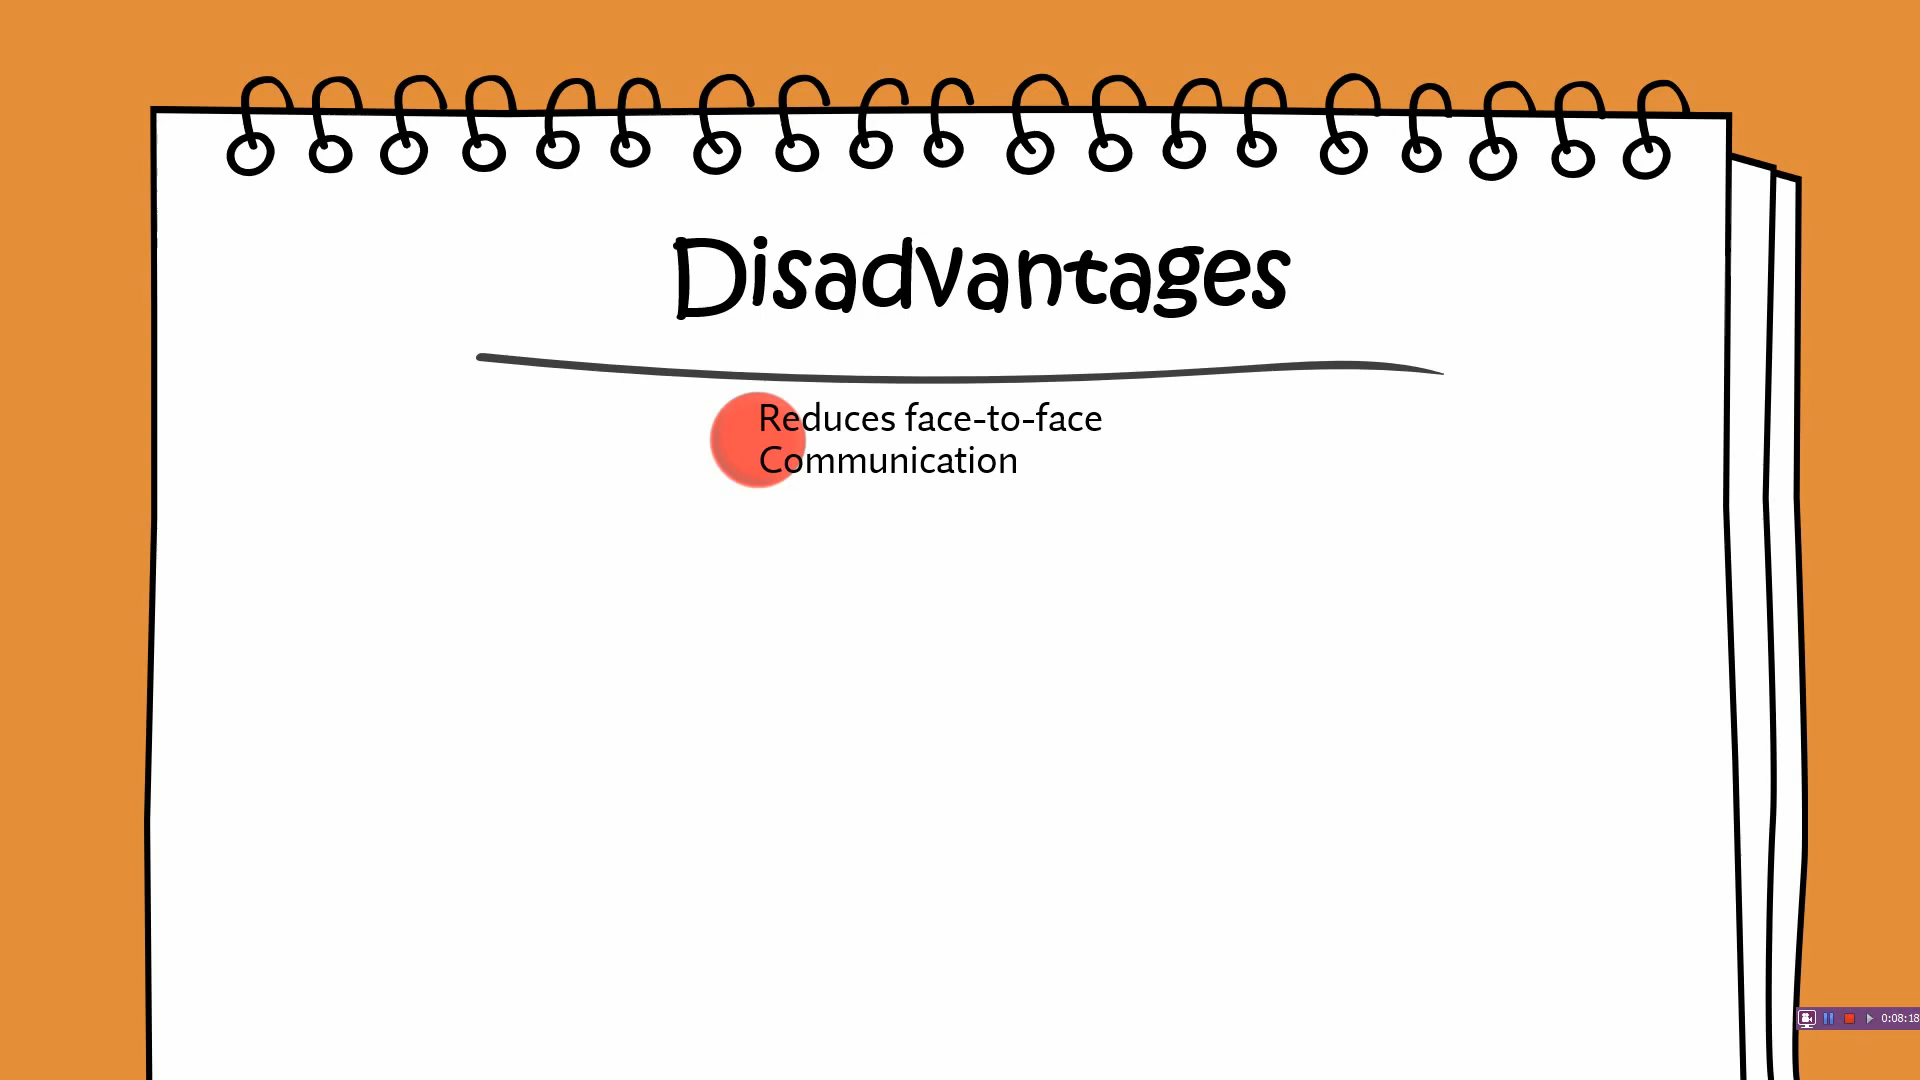 Disadvantages
Reduces face-to-face
Communication
0:08:18